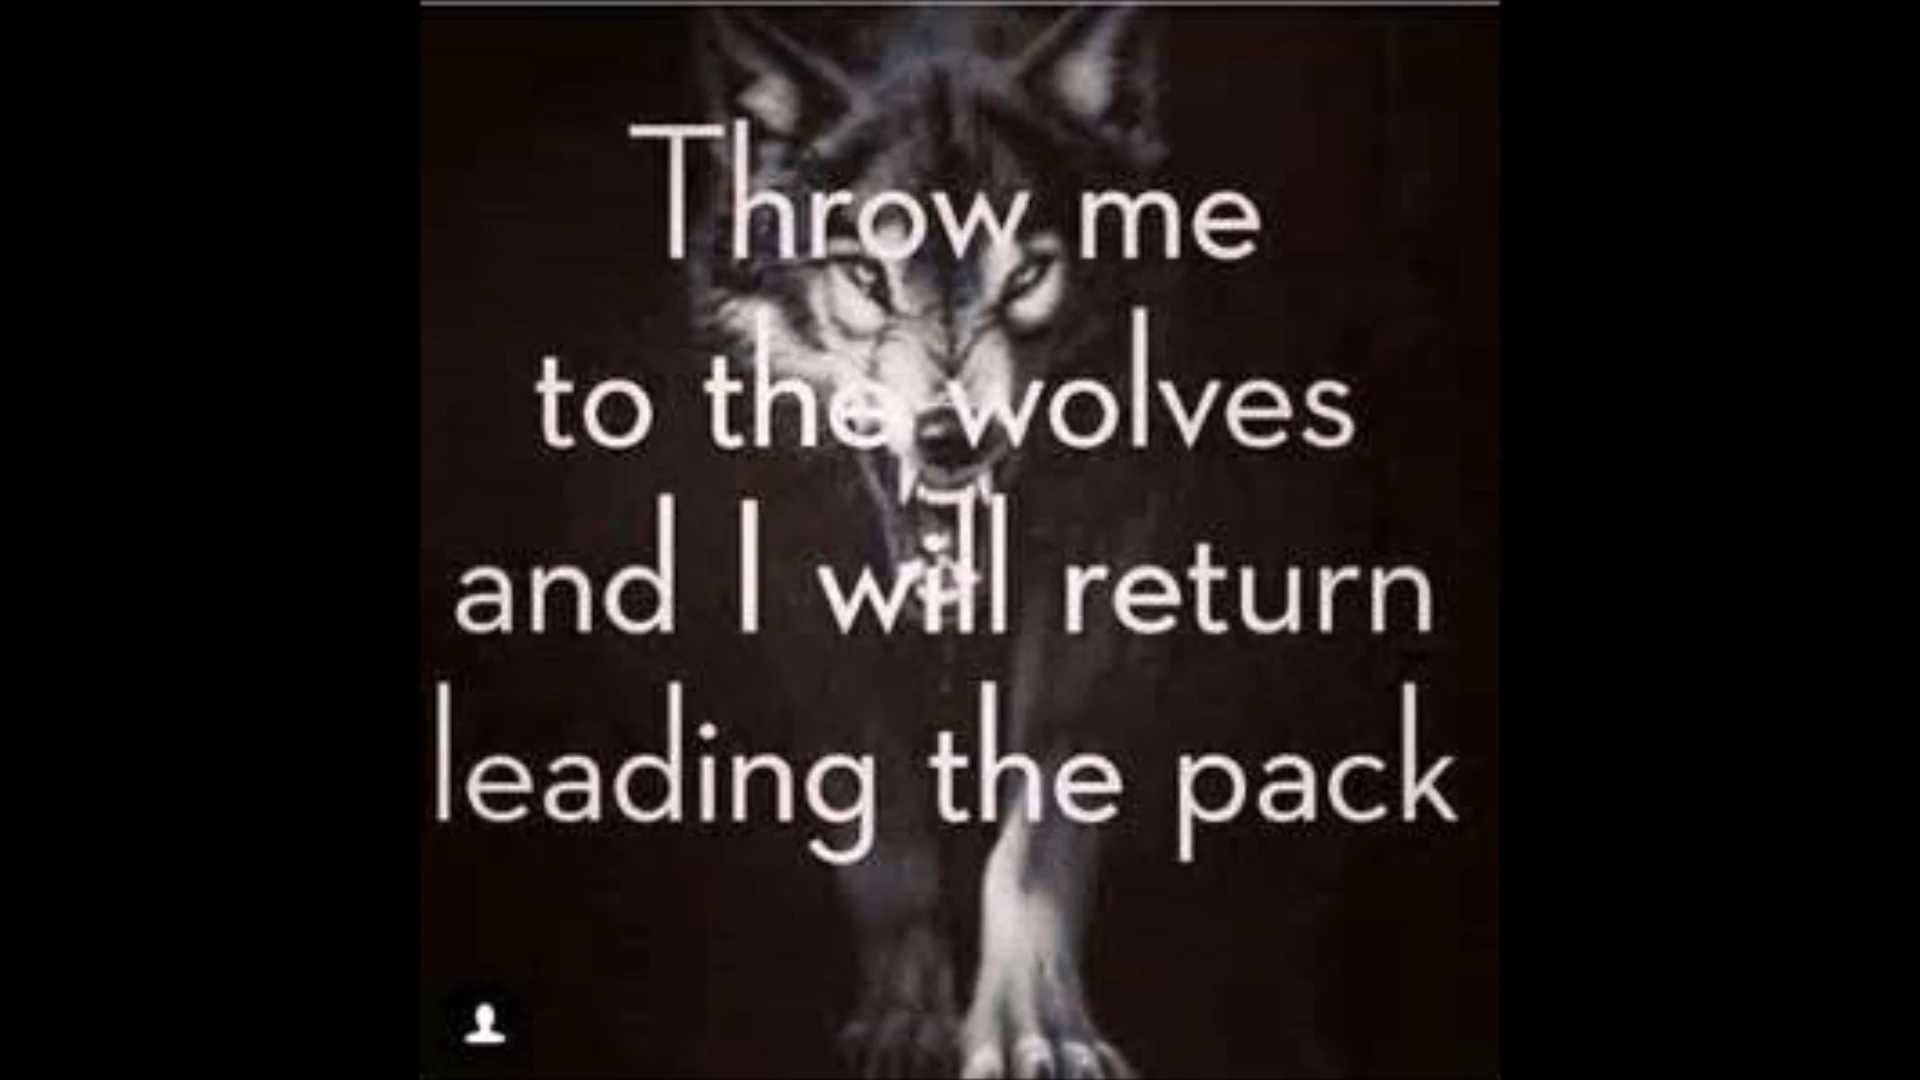 Throw me
to the wolves
and I will return
leading the pack